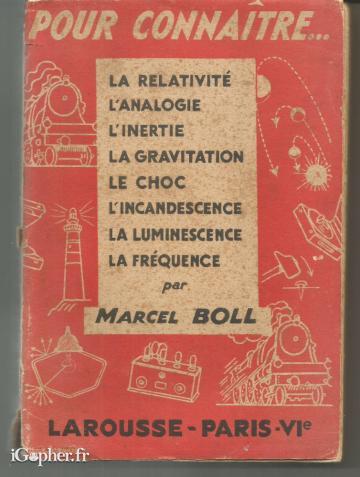 POUR CONNAITRE...
LA RELATIVITÉ
L'ANALOGIE
L'INERTIE
LA GRAVITATION
LE CHOC
L'INCANDESCENCE
LA LUMINESCENCE
LA FRÉQUENCE
par
MARCEL BOLL
LAROUSSE - PARIS - VIe
iGopher.fr